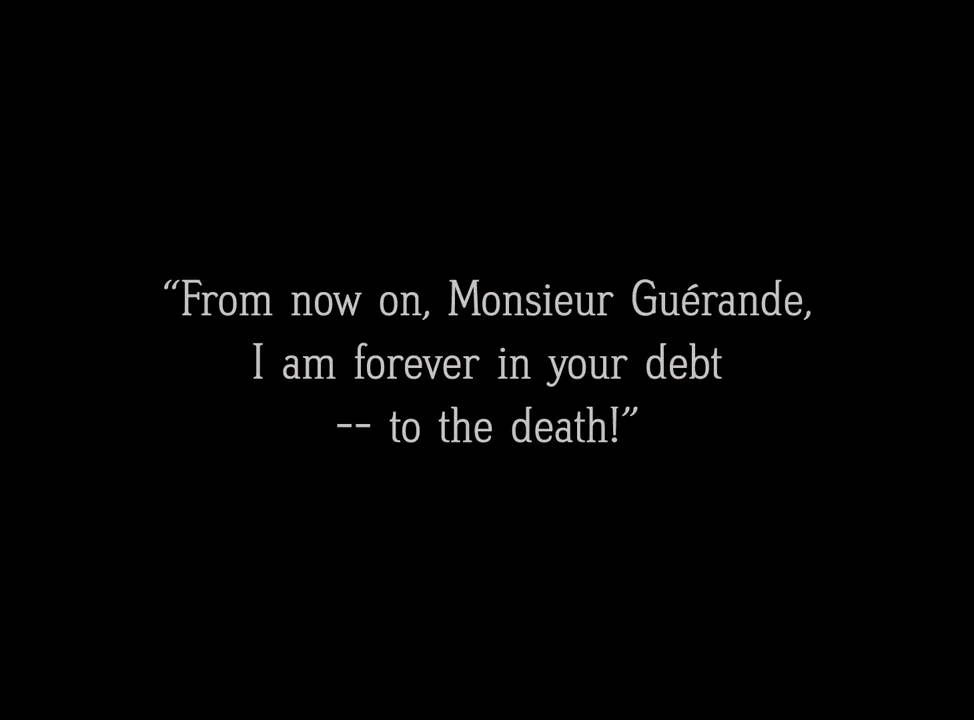 “From now on, Monsieur Guérande,
I am forever in your debt
-- to the death!”